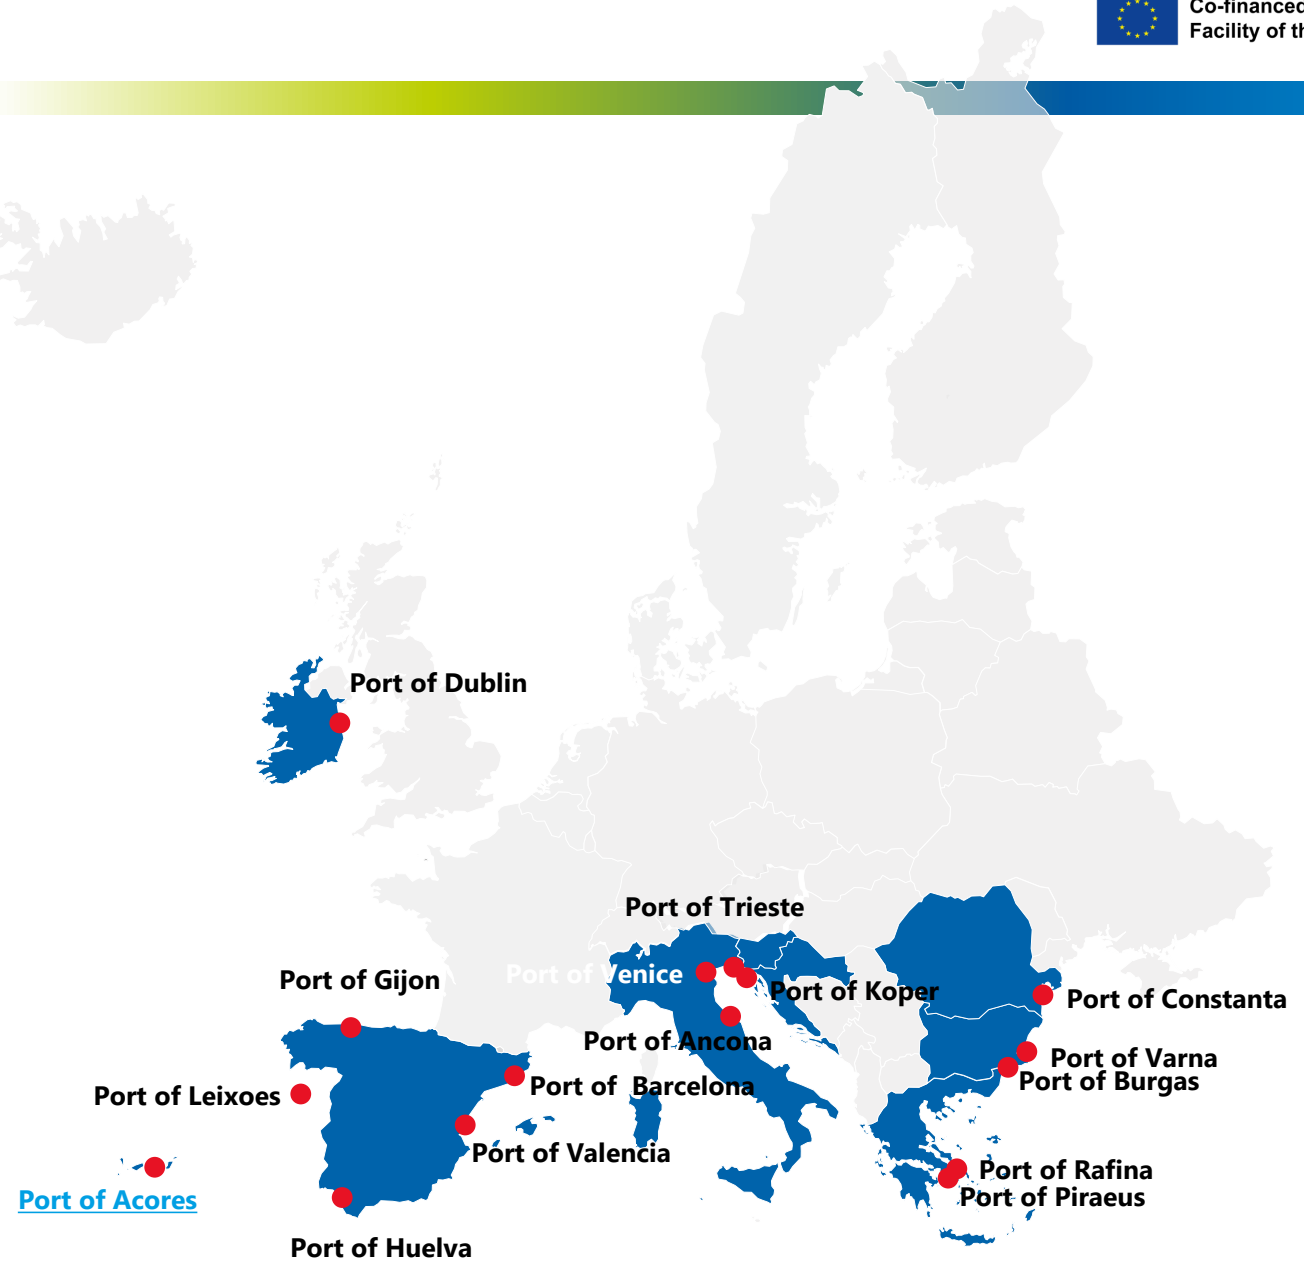 Co-financed
Facility of th
Port of Dublin
Port of Trieste
Port of Venice
Port of Gijon
Port of Koper
Port of Constanta
Port of Ancona
Port of Varna
Port of Burgas
Port of Barcelona
Port of Leixoes
Port of Valencia
Port of Rafina
Port of Piraeus
Port of Acores
Port of Huelva